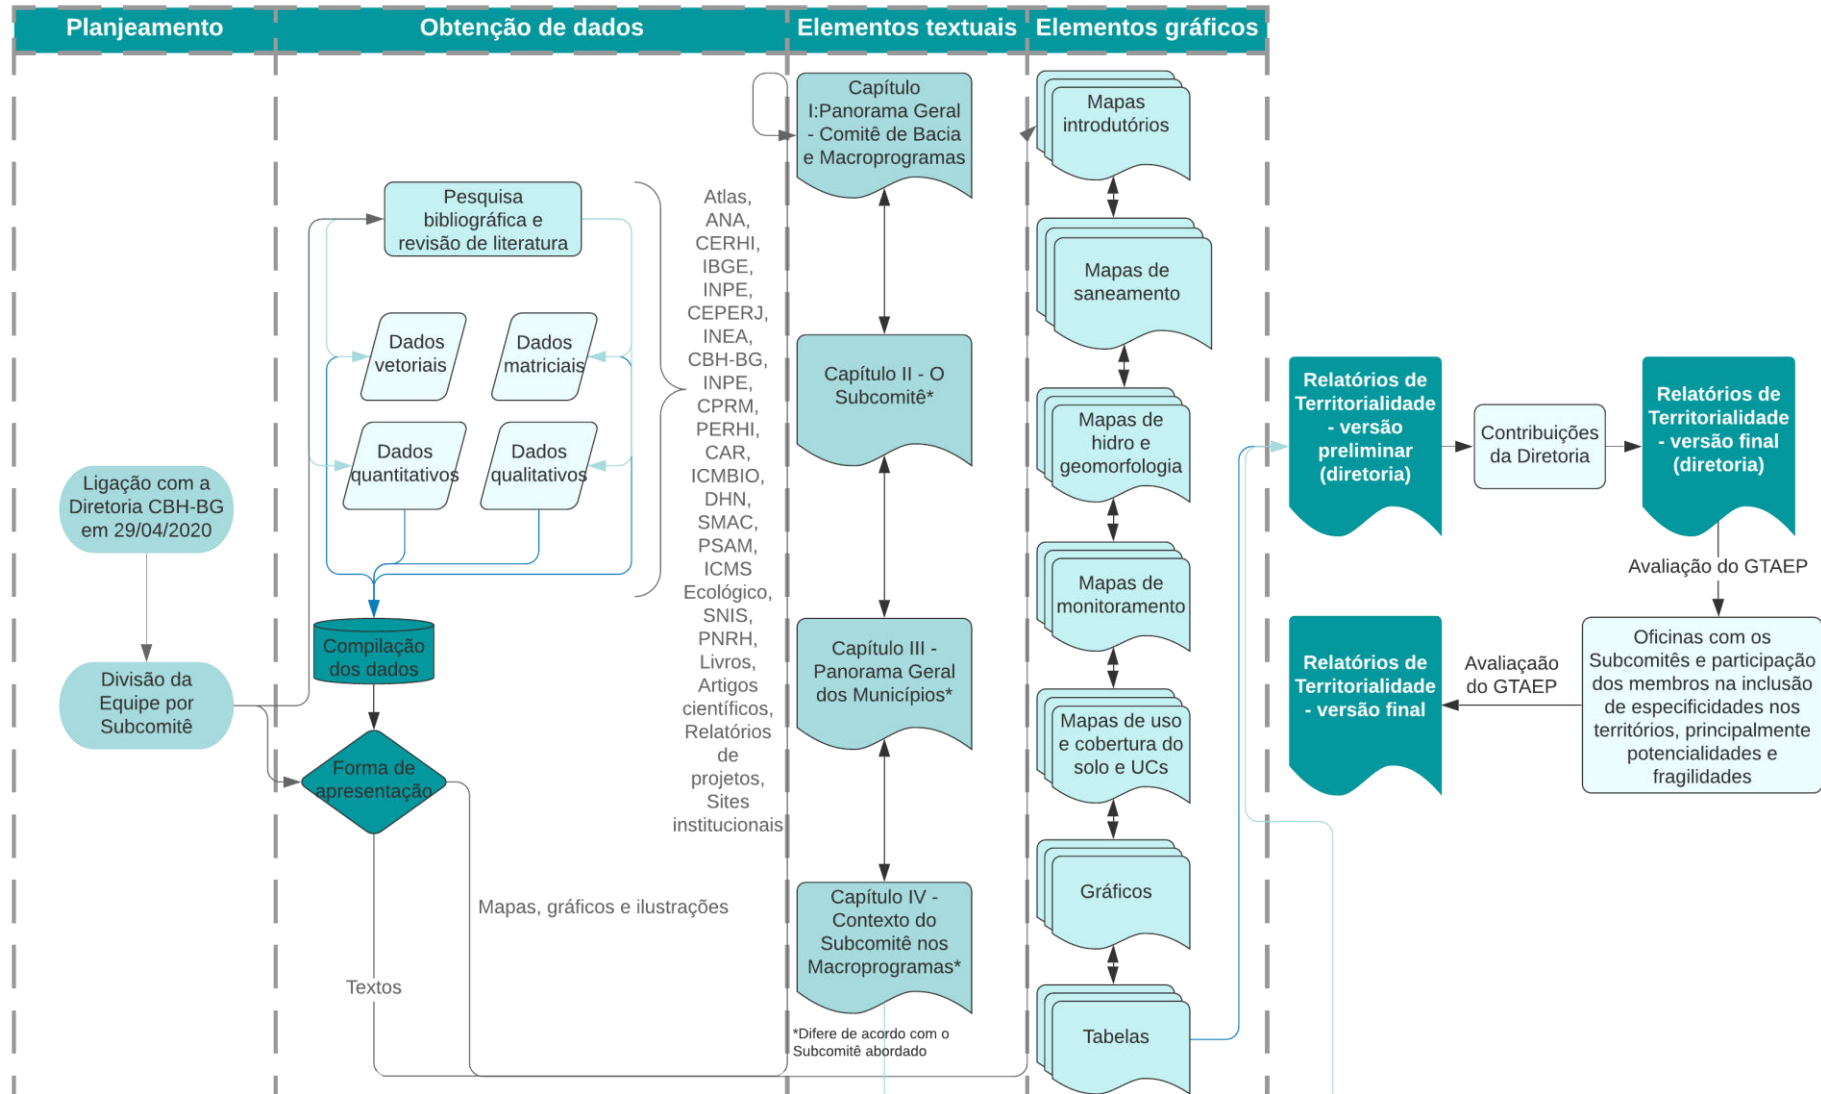 Planjeamento
Obtenção de dados
Elementos textuais
Elementos gráficos
Ligação com a
Diretoria CBH-BG
em 29/04/2020
Divisão da
Equipe por
Subcomitê
Pesquisa
bibliográfica e
revisão de literatura
Dados
vetoriais
Dados
matriciais
Dados
quantitativos
Dados
qualitativos
Compilação
dos dados
Forma de
apresentação
Textos
Mapas, gráficos e ilustrações
Atlas,
ANA,
CERHI,
IBGE,
INPE,
CEPERJ,
INEA,
CBH-BG,
INPE,
CPRM,
PERHI,
CAR,
ICMBIO,
DHN,
SMAC,
PSAM,
ICMS
Ecológico,
SNIS,
PNRH,
Livros,
Artigos
científicos,
Relatórios
de
projetos,
Sites
institucionais
Capítulo
I:Panorama Geral
- Comitê de Bacia
e Macroprogramas
Capítulo II - O
Subcomitê*
Capítulo III -
Panorama Geral
dos Municípios*
Capítulo IV -
Contexto do
Subcomitê nos
Macroprogramas*
*Difere de acordo com o
Subcomitê abordado
Mapas
introdutórios
Mapas de
saneamento
Mapas de
hidro e
geomorfologia
Mapas de
monitoramento
Mapas de uso
e cobertura do
solo e UCs
Gráficos
Tabelas
Relatórios de
Territorialidade
- versão
preliminar
(diretoria)
Contribuições
da Diretoria
Relatórios de
Territorialidade
- versão final
(diretoria)
Avaliação do GTAEP
Oficinas com os
Subcomitês e participação
dos membros na inclusão
de especificidades nos
territórios, principalmente
potencialidades e
fragilidades
Avaliaçaão
do GTAEP
Relatórios de
Territorialidade
- versão final